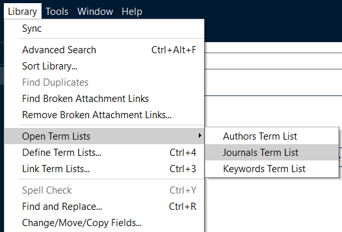 Library Tools Window Help
Sync
Advanced Search Ctrl+Alt+F
Sort Library...
Find Duplicates
Find Broken Attachment Links
Remove Broken Attachment Links...
Open Term Lists
Authors Term List
Define Term Lists... Ctrl+4
Journals Term List
Link Term Lists... Ctrl+3
Keywords Term List
Spell Check Ctrl+Y
Find and Replace... Ctrl+R
Change/Move/Copy Fields...